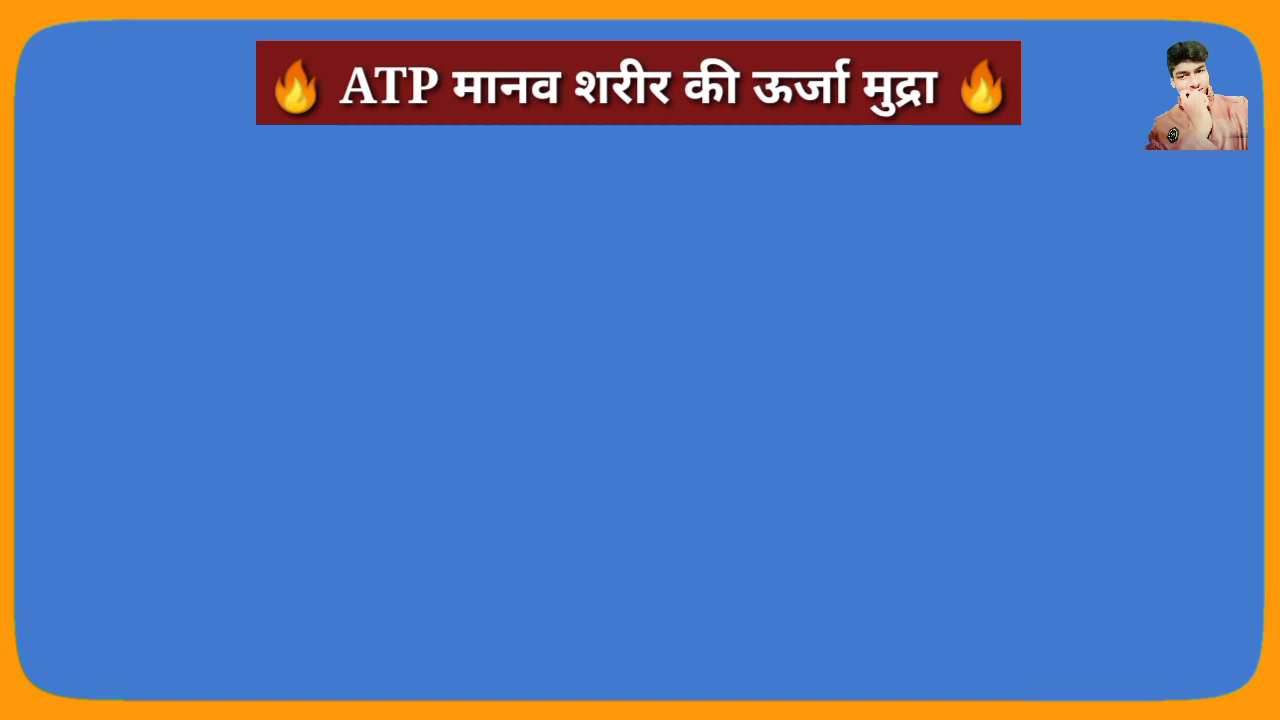 🔥 ATP मानव शरीर की ऊर्जा मुद्रा 🔥